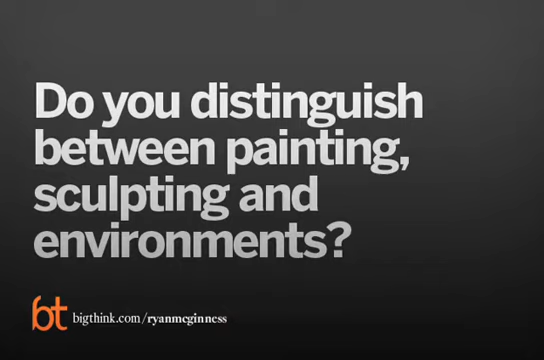 Do you distinguish
between painting,
sculpting and
environments?
bt bigthink.com/ryanmcginness